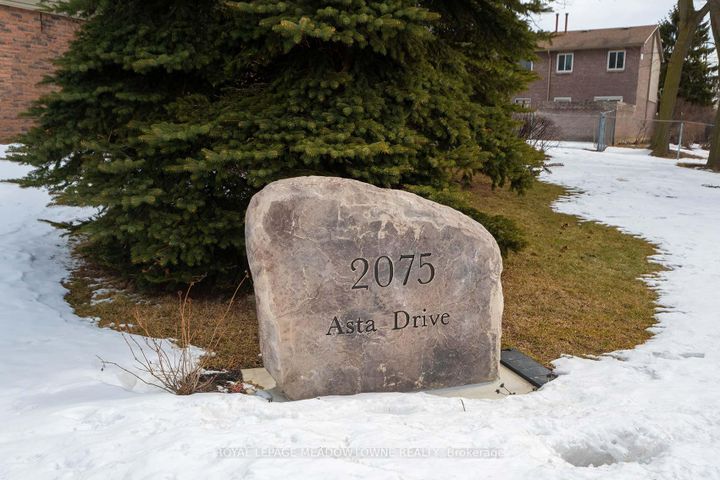 2075
Asta Drive
ROYAL LEPAGE MEADOWTOWNE REALTY, Brokerage